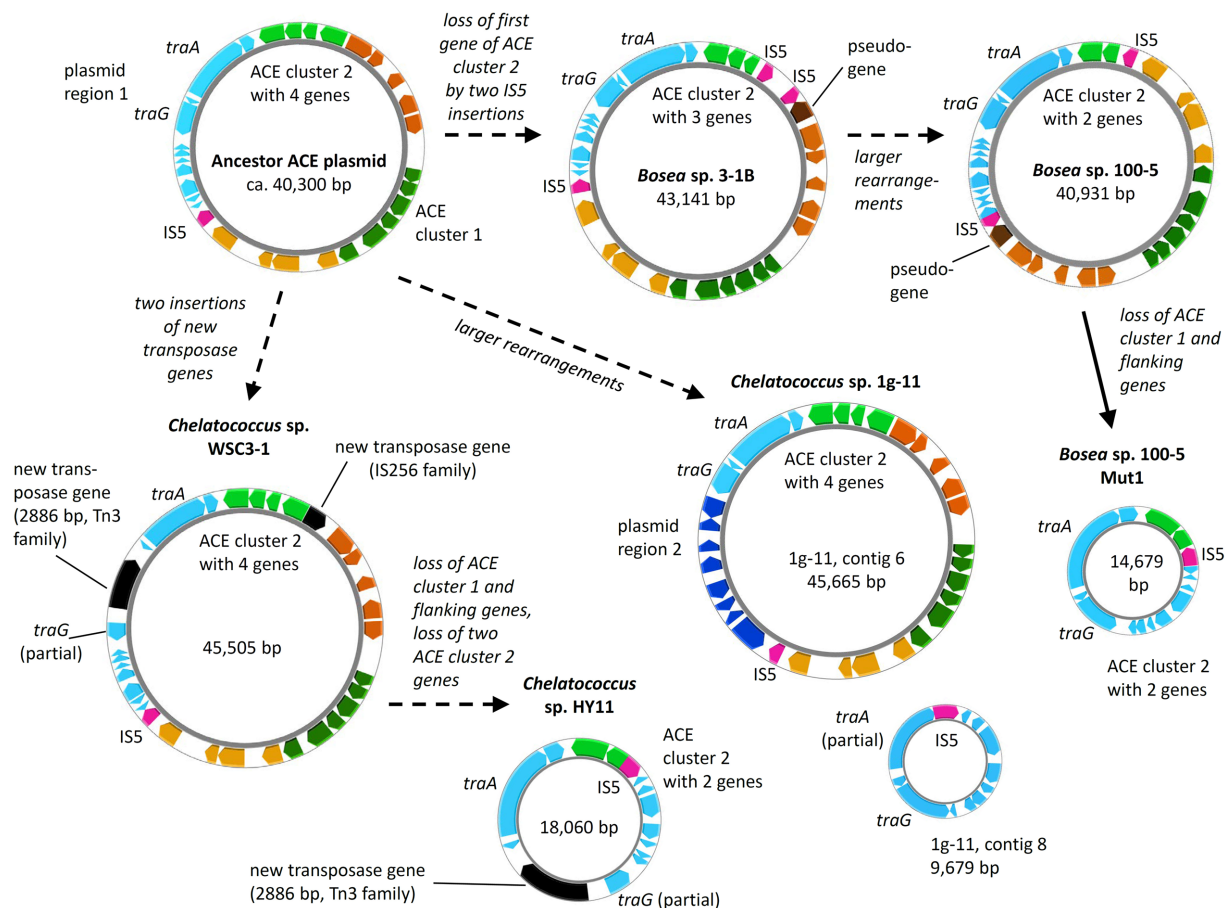 traA
plasmid
region 1
traG
ACE cluster 2
with 4 genes
Ancestor ACE plasmid
ca. 40,300 bp
IS5
ACE
cluster 1
loss of first
gene of ACE
cluster 2
by two IS5
insertions
traA
traG
IS5
IS5
pseudo-
gene
ACE cluster 2
with 3 genes
IS5
Bosea sp. 3-1B
43,141 bp
larger
rearrange-
ments
traA
traG
IS5
ACE cluster 2
with 2 genes
Bosea sp. 100-5
40,931 bp
IS5
pseudo-
gene
two insertions
of new
transposase
genes
larger rearrangements
loss of ACE
cluster 1 and
flanking
genes
Chelatococcus sp.
WSC3-1
new transposase gene
(IS256 family)
new trans-
posase gene
(2886 bp, Tn3
family)
traA
ACE cluster 2
with 4 genes
traG
(partial)
45,505 bp
IS5
loss of ACE
cluster 1 and
flanking genes,
loss of two
ACE cluster 2
genes
Chelatococcus sp. 1g-11
traA
traG
ACE cluster 2
with 4 genes
plasmid
region 2
1g-11, contig 6
45,665 bp
IS5
Bosea sp. 100-5
Mut1
traA
IS5
14,679
bp
traG
ACE cluster 2
with 2 genes
Chelatococcus
sp. HY11
traA
ACE
cluster 2
with 2 genes
IS5
18,060 bp
new transposase gene
(2886 bp, Tn3 family)
traG (partial)
traA
(partial)
IS5
traG
1g-11, contig 8
9,679 bp